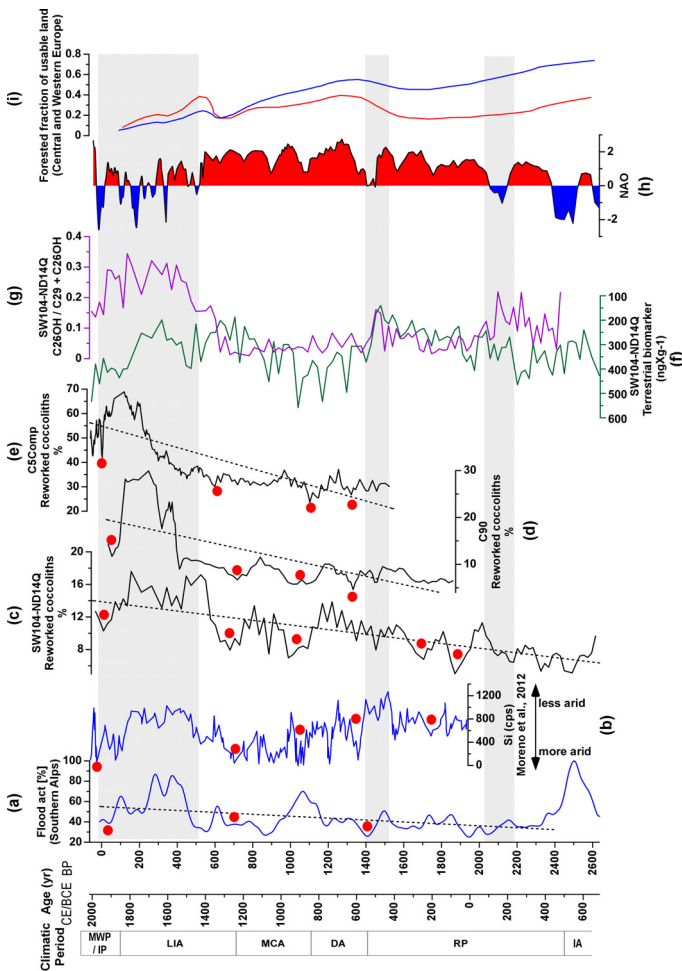 (a)
Flood act [%]
(Southern Alps)
100
80
60
40
20
(b)
Si (cps)
Moreno et al., 2012
1200
800
400
0
less arid
more arid
(c)
SW104-ND14Q
Reworked coccoliths
%
20
16
12
8
(d)
C90
Reworked coccoliths
%
30
20
10
(e)
C5Comp
Reworked coccoliths
%
70
60
50
40
30
20
(f)
SW104-ND14Q
Terrestrial biomarker
(ngXg-1)
100
200
300
400
500
600
(g)
SW104-ND14Q
C26OH / C29 + C26OH
0.4
0.3
0.2
0.1
0
(h)
NAO
2
0
-2
(i)
Forested fraction of usable land
(Central and Western Europe)
0.8
0.6
0.4
0.2
0
BP
0 200 400 600 800 1000 1200 1400 1600 1800 2000 2200 2400 2600
Age (yr)
CE/BCE
2000 1800 1600 1400 1200 1000 800 600 400 200 0 200 400 600
Climatic
Period
MWP
/ IP
LIA
MCA
DA
RP
IA